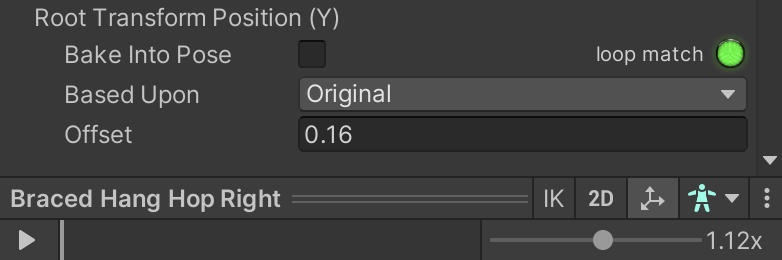 Root Transform Position (Y)
Bake Into Pose loop match
Based Upon Original
Offset 0.16
Braced Hang Hop Right IK 2D
1.12x